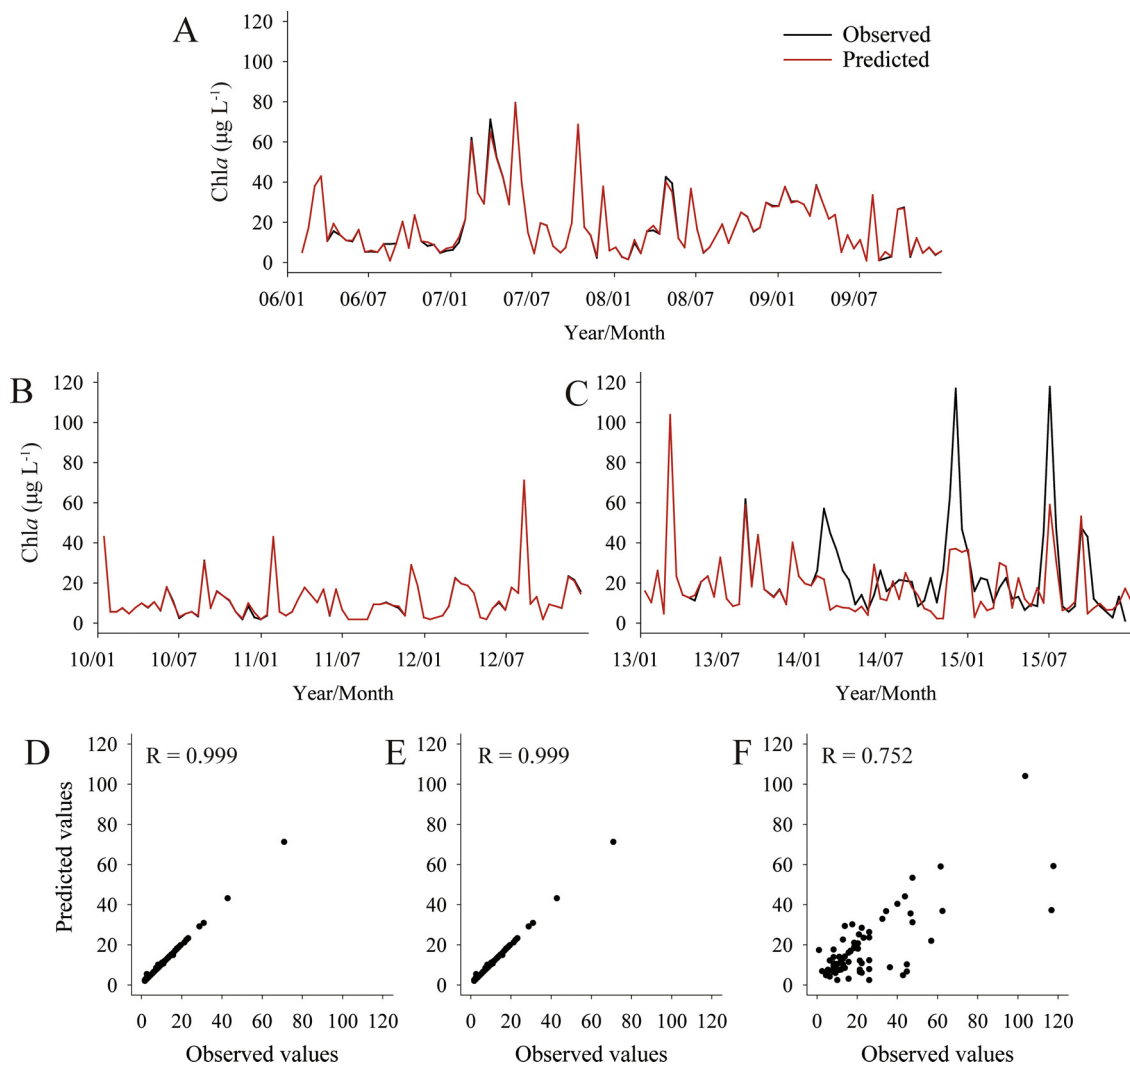 A
Observed
Predicted
120
100
80
60
40
20
0
Chla (µg L-1)
06/01 06/07 07/01 07/07 08/01 08/07 09/01 09/07
Year/Month
B
120
100
80
60
40
20
0
Chla (µg L-1)
10/01 10/07 11/01 11/07 12/01 12/07
Year/Month
C
120
100
80
60
40
20
0
13/01 13/07 14/01 14/07 15/01 15/07
Year/Month
D
R = 0.999
120
100
80
60
40
20
0
Predicted values
0 20 40 60 80 100 120
Observed values
E
R = 0.999
120
100
80
60
40
20
0
0 20 40 60 80 100 120
Observed values
F
R = 0.752
120
100
80
60
40
20
0
0 20 40 60 80 100 120
Observed values